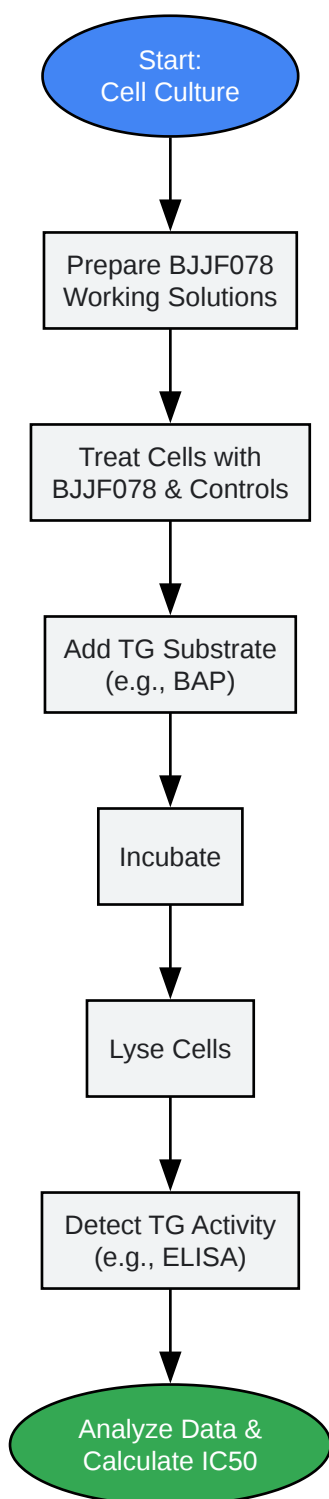 Start:
Cell Culture
Prepare BJJF078
Working Solutions
Treat Cells with
BJJF078 & Controls
Add TG Substrate
(e.g., BAP)
Incubate
Lyse Cells
Detect TG Activity
(e.g., ELISA)
Analyze Data &
Calculate IC50